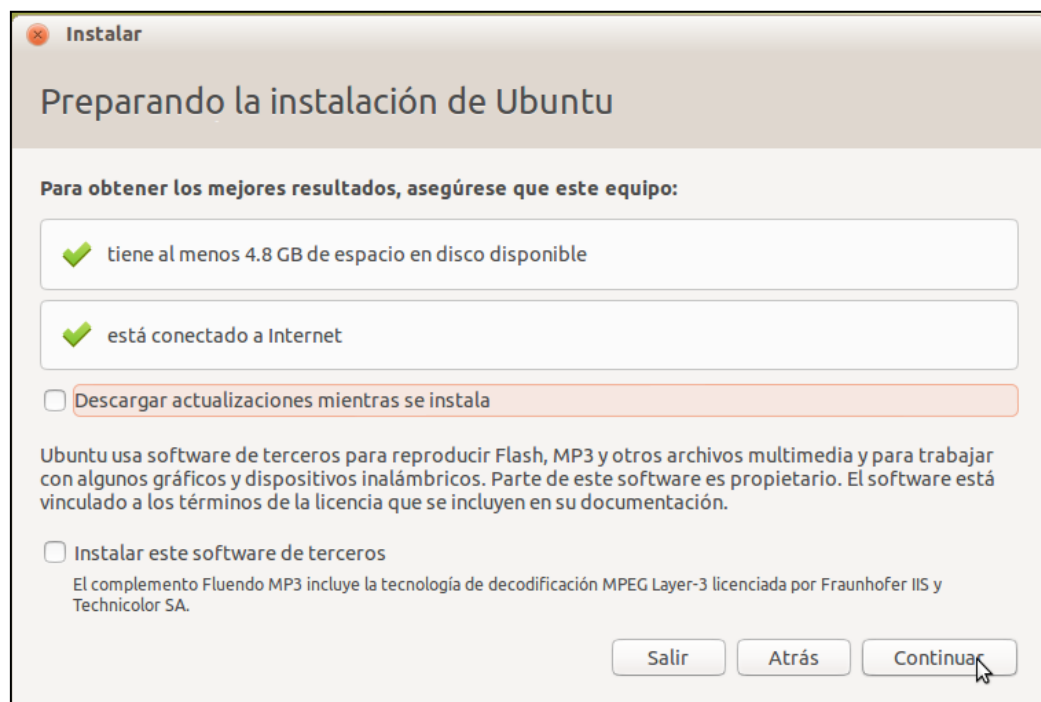 Instalar
Preparando la instalación de Ubuntu
Para obtener los mejores resultados, asegúrese que este equipo:
tiene al menos 4.8 GB de espacio en disco disponible
está conectado a Internet
Descargar actualizaciones mientras se instala
Ubuntu usa software de terceros para reproducir Flash, MP3 y otros archivos multimedia y para trabajar
con algunos gráficos y dispositivos inalámbricos. Parte de este software es propietario. El software está
vinculado a los términos de la licencia que se incluyen en su documentación.
Instalar este software de terceros
El complemento Fluendo MP3 incluye la tecnología de decodificación MPEG Layer-3 licenciada por Fraunhofer IIS y
Technicolor SA.
Salir Atrás Continuar